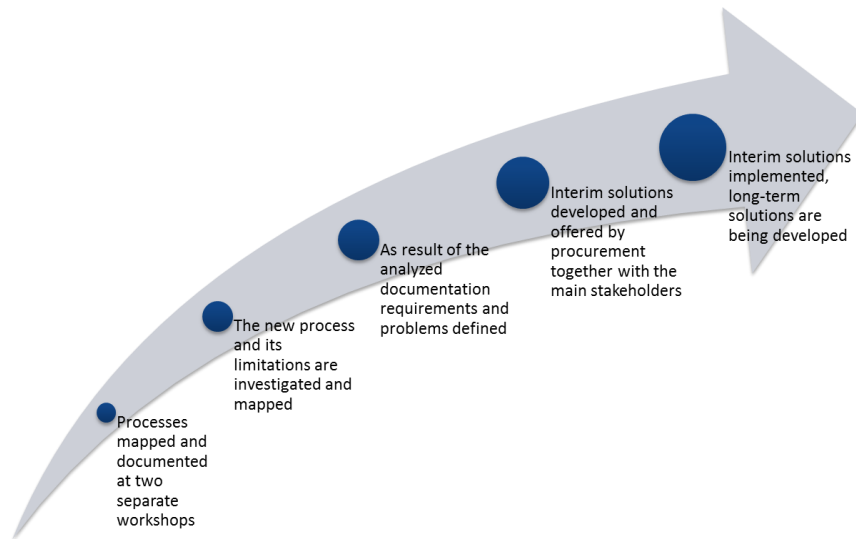 Processes
mapped and
documented
at two
separate
workshops
The new process
and its
limitations are
investigated and
mapped
As result of the
analyzed
documentation
requirements and
problems defined
Interim solutions
developed and
offered by
procurement
together with the
main stakeholders
Interim solutions
implemented,
long-term
solutions are
being developed